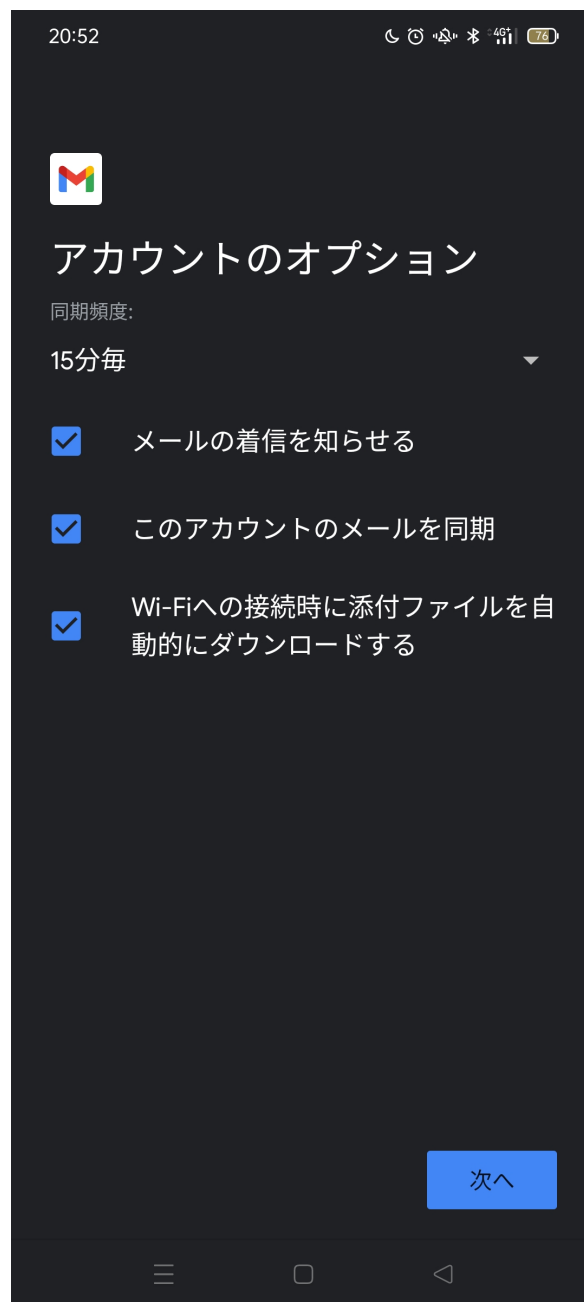 20:52
4G+
76
アカウントのオプション
同期頻度:
15分毎
メールの着信を知らせる
このアカウントのメールを同期
Wi-Fiへの接続時に添付ファイルを自
動的にダウンロードする
次へ